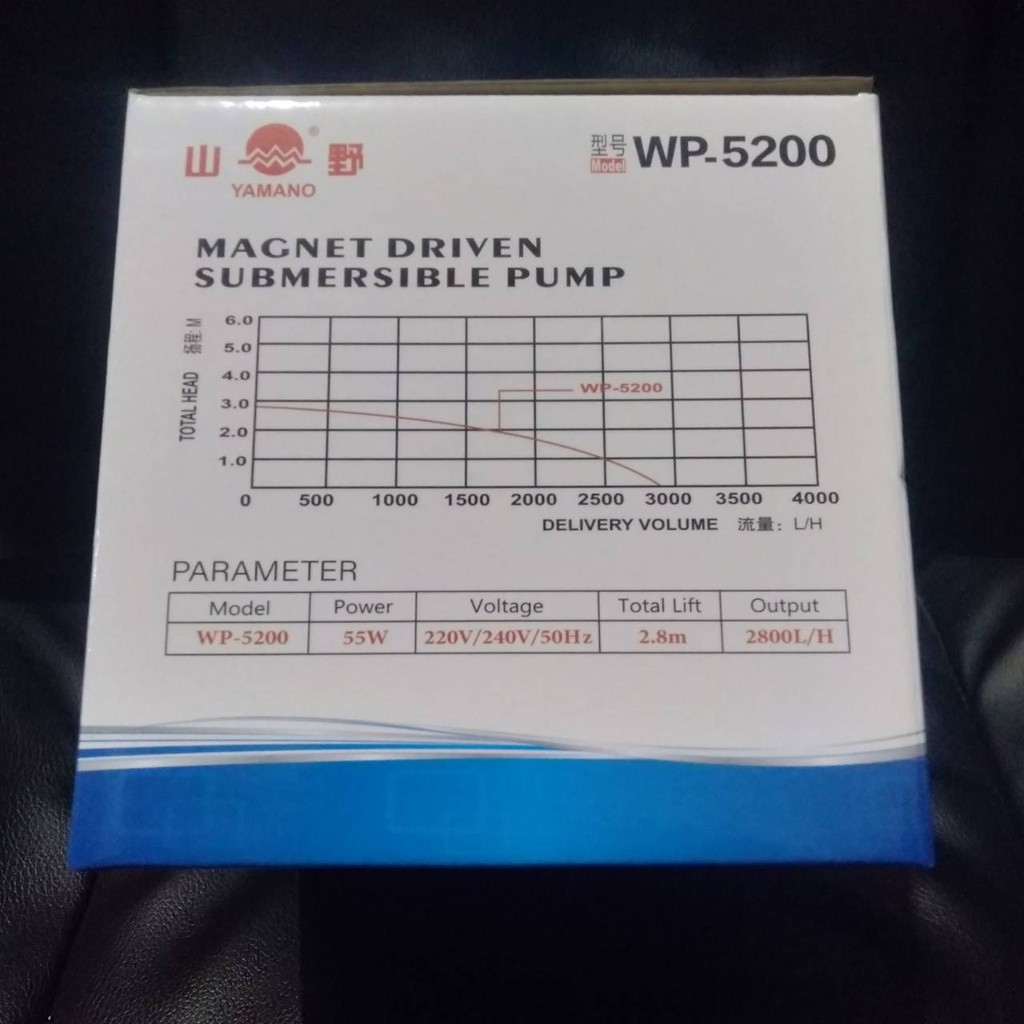 山 ® 野
YAMANO
型号
Model
WP-5200
MAGNET DRIVEN
SUBMERSIBLE PUMP
TOTAL HEAD 扬程: M
6.0
5.0
4.0
3.0
2.0
1.0
WP-5200
0 500 1000 1500 2000 2500 3000 3500 4000
DELIVERY VOLUME 流量: L/H
PARAMETER
Model Power Voltage Total Lift Output
WP-5200 55W 220V/240V/50Hz 2.8m 2800L/H